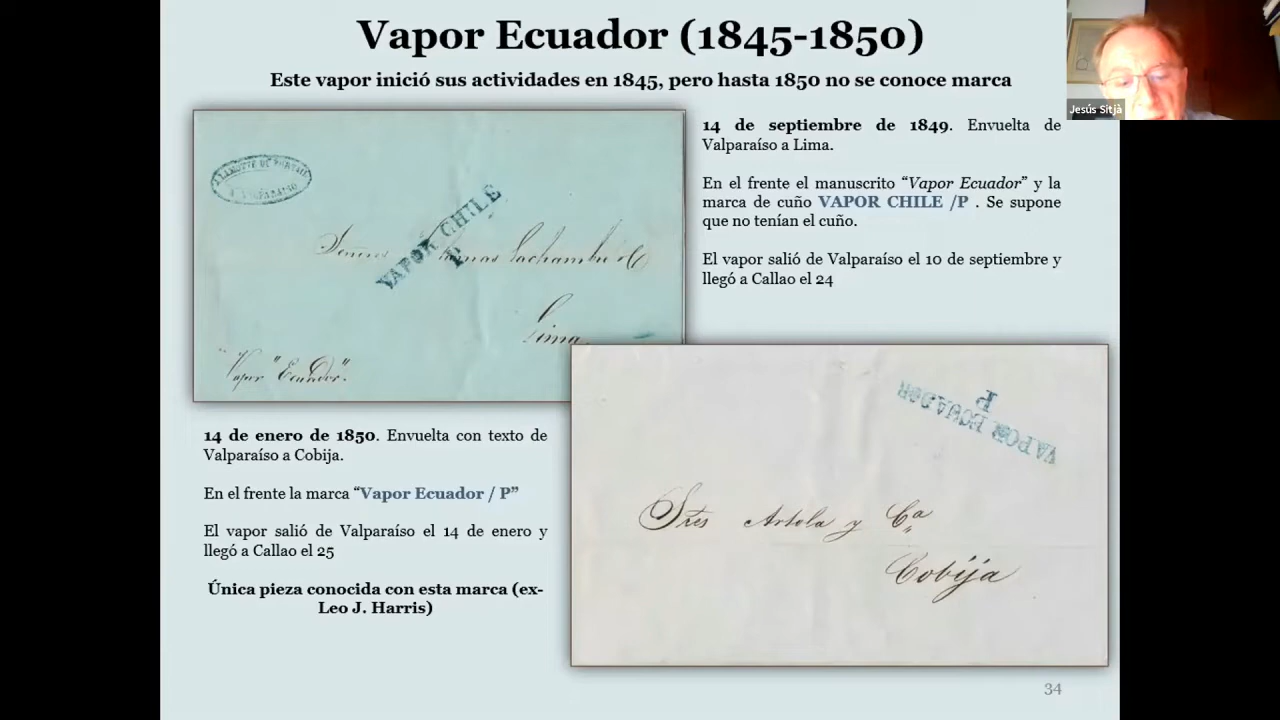 Vapor Ecuador (1845-1850)
Este vapor inició sus actividades en 1845, pero hasta 1850 no se conoce marca
Jesús Sitjà
14 de septiembre de 1849. Envuelta de
Valparaíso a Lima.
En el frente el manuscrito “Vapor Ecuador” y la
marca de cuño VAPOR CHILE /P . Se supone
que no tenían el cuño.
El vapor salió de Valparaíso el 10 de septiembre y
llegó a Callao el 24
VAPOR CHILE
P
Lima
Vapor "Ecuador".
14 de enero de 1850. Envuelta con texto de
Valparaíso a Cobija.
En el frente la marca “Vapor Ecuador / P”
El vapor salió de Valparaíso el 14 de enero y
llegó a Callao el 25
Única pieza conocida con esta marca (ex-
Leo J. Harris)
VAPOR ECUADOR
P
Sres Artola y Ca
Cobija
34